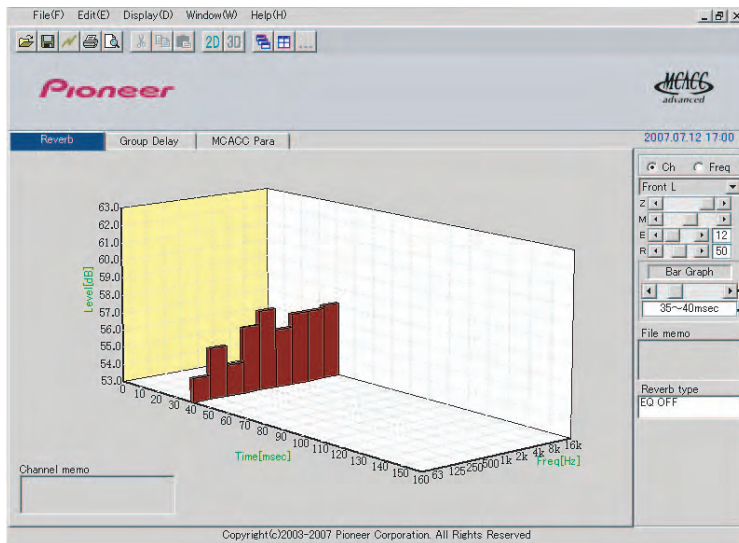 File(F) Edit(E) Display(D) Window(W) Help(H)
2D 3D ...
Pioneer
MCACC
advanced
Reverb Group Delay MCACC Para
2007.07.12 17:00
Ch Freq
Front L
Z
M
E 12
R 50
Bar Graph
35~40msec
File memo
Reverb type
EQ OFF
63.0
62.0
61.0
60.0
59.0
58.0
57.0
56.0
55.0
54.0
53.0
Level[dB]
0 10 20 30 40 50 60 70 80 90 100 110 120 130 140 150 160
Time[msec]
63 125 250 500 1k 2k 4k 8k 16k
Freq[Hz]
Channel memo
Copyright(c)2003-2007 Pioneer Corporation. All Rights Reserved